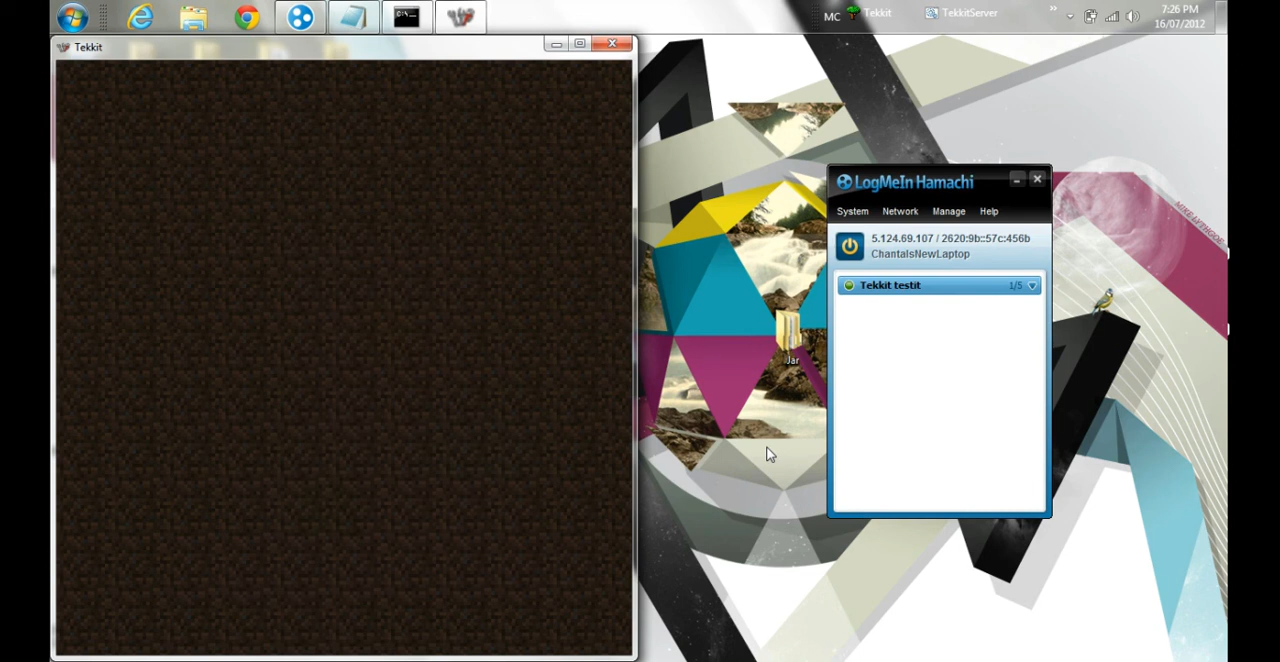 MC
Tekkit
TekkitServer
»
7:26 PM
16/07/2012
C:\_
Tekkit
LogMeIn Hamachi
System
Network
Manage
Help
5.124.69.107 / 2620:9b::57c:456b
ChantalsNewLaptop
Tekkit testit
1/5
Jar